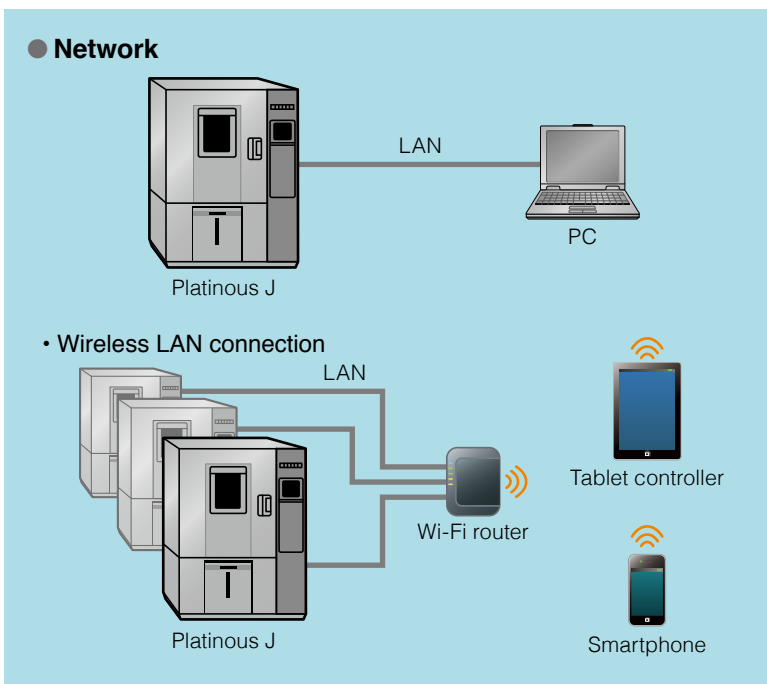 ● Network
LAN
PC
Platinous J
・Wireless LAN connection
LAN
Tablet controller
Wi-Fi router
Platinous J
Smartphone